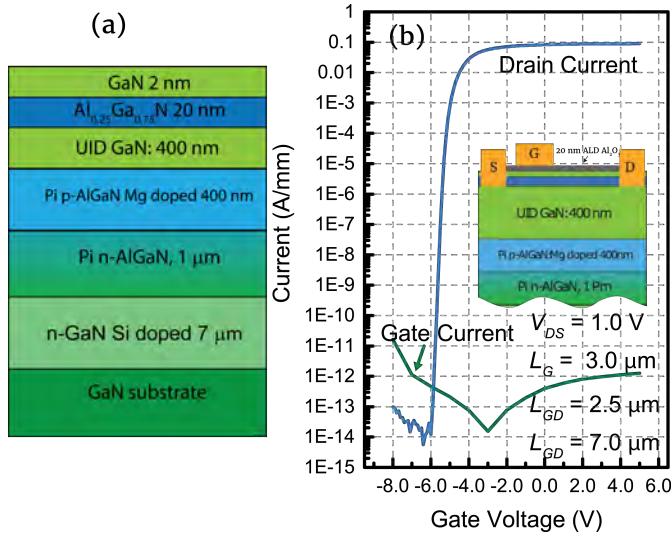 (a)
GaN 2 nm
Al0.25Ga0.75N 20 nm
UID GaN: 400 nm
Pi p-AlGaN Mg doped 400 nm
Pi n-AlGaN, 1 μm
n-GaN Si doped 7 μm
GaN substrate
(b)
Current (A/mm)
1
0.1
0.01
1E-3
1E-4
1E-5
1E-6
1E-7
1E-8
1E-9
1E-10
1E-11
1E-12
1E-13
1E-14
1E-15
Drain Current
20 nm ALD Al2O3
S
G
D
UID GaN: 400 nm
Pi p-AlGaN:Mg doped 400nm
Pi n-AlGaN, 1 Pm
Gate Current
VDS = 1.0 V
LG = 3.0 μm
LGD = 2.5 μm
LGD = 7.0 μm
-8.0 -6.0 -4.0 -2.0 0.0 2.0 4.0 6.0
Gate Voltage (V)